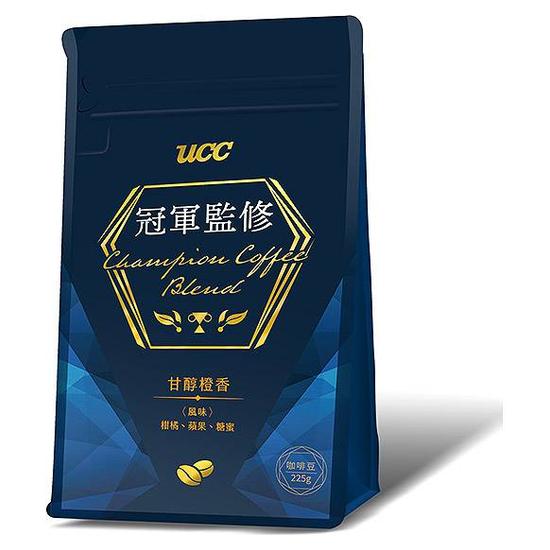 UCC
冠軍監修
Champion Coffee
Blend
甘醇橙香
〈風味〉
柑橘、蘋果、糖蜜
咖啡豆
225g